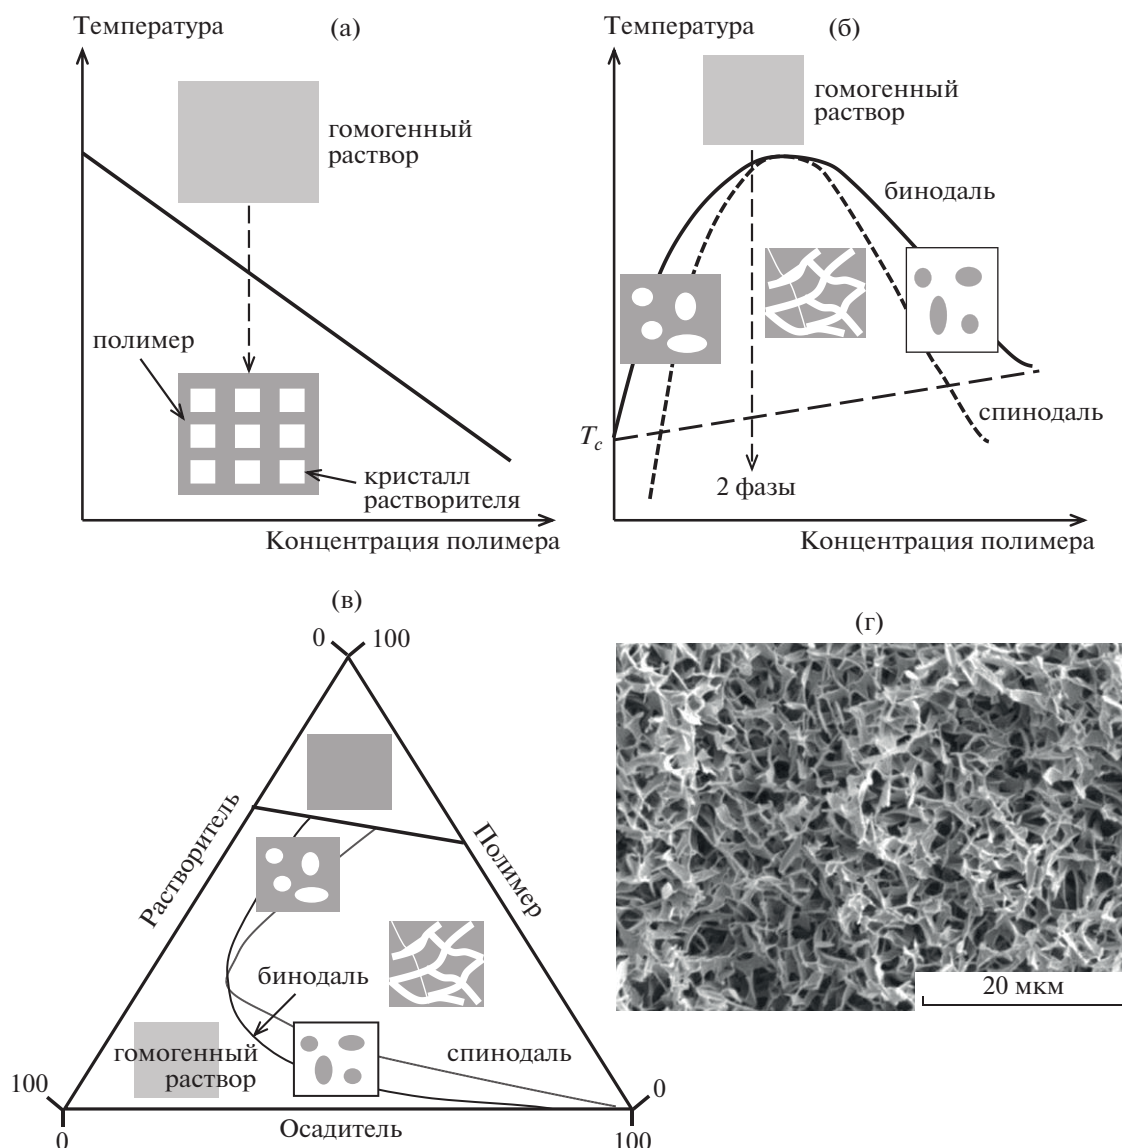 Температура
(а)
гомогенный
раствор
полимер
кристалл
растворителя
Концентрация полимера
Температура
(б)
гомогенный
раствор
бинодаль
спинодаль
T_c
2 фазы
Концентрация полимера
(в)
0
100
Растворитель
Полимер
бинодаль
гомогенный
раствор
спинодаль
100
0
0
Осадитель
100
(г)
20 мкм